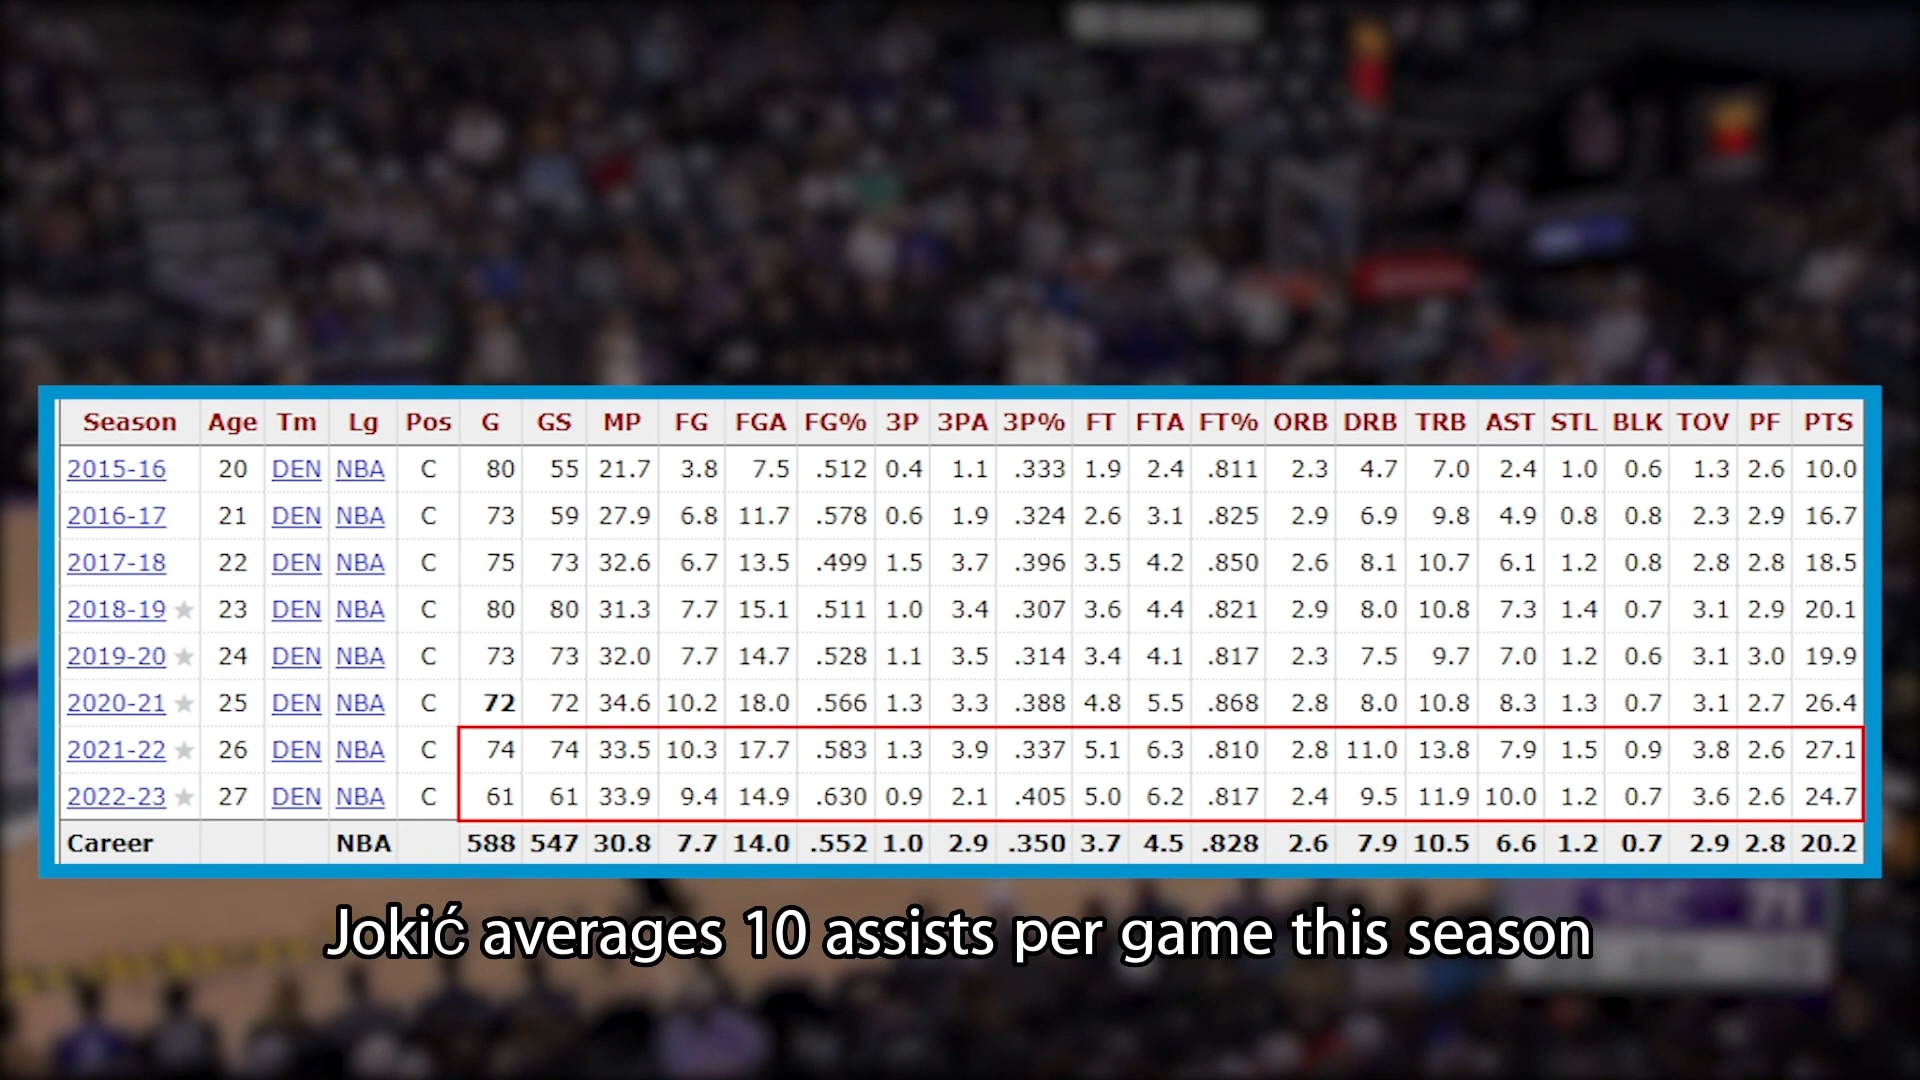 Season Age Tm Lg Pos G GS MP FG FGA FG% 3P 3PA 3P% FT FTA FT% ORB DRB TRB AST STL BLK TOV PF PTS
2015-16 20 DEN NBA C 80 55 21.7 3.8 7.5 .512 0.4 1.1 .333 1.9 2.4 .811 2.3 4.7 7.0 2.4 1.0 0.6 1.3 2.6 10.0
2016-17 21 DEN NBA C 73 59 27.9 6.8 11.7 .578 0.6 1.9 .324 2.6 3.1 .825 2.9 6.9 9.8 4.9 0.8 0.8 2.3 2.9 16.7
2017-18 22 DEN NBA C 75 73 32.6 6.7 13.5 .499 1.5 3.7 .396 3.5 4.2 .850 2.6 8.1 10.7 6.1 1.2 0.8 2.8 2.8 18.5
2018-19 ★ 23 DEN NBA C 80 80 31.3 7.7 15.1 .511 1.0 3.4 .307 3.6 4.4 .821 2.9 8.0 10.8 7.3 1.4 0.7 3.1 2.9 20.1
2019-20 ★ 24 DEN NBA C 73 73 32.0 7.7 14.7 .528 1.1 3.5 .314 3.4 4.1 .817 2.3 7.5 9.7 7.0 1.2 0.6 3.1 3.0 19.9
2020-21 ★ 25 DEN NBA C 72 72 34.6 10.2 18.0 .566 1.3 3.3 .388 4.8 5.5 .868 2.8 8.0 10.8 8.3 1.3 0.7 3.1 2.7 26.4
2021-22 ★ 26 DEN NBA C 74 74 33.5 10.3 17.7 .583 1.3 3.9 .337 5.1 6.3 .810 2.8 11.0 13.8 7.9 1.5 0.9 3.8 2.6 27.1
2022-23 ★ 27 DEN NBA C 61 61 33.9 9.4 14.9 .630 0.9 2.1 .405 5.0 6.2 .817 2.4 9.5 11.9 10.0 1.2 0.7 3.6 2.6 24.7
Career NBA 588 547 30.8 7.7 14.0 .552 1.0 2.9 .350 3.7 4.5 .828 2.6 7.9 10.5 6.6 1.2 0.7 2.9 2.8 20.2
Jokić averages 10 assists per game this season